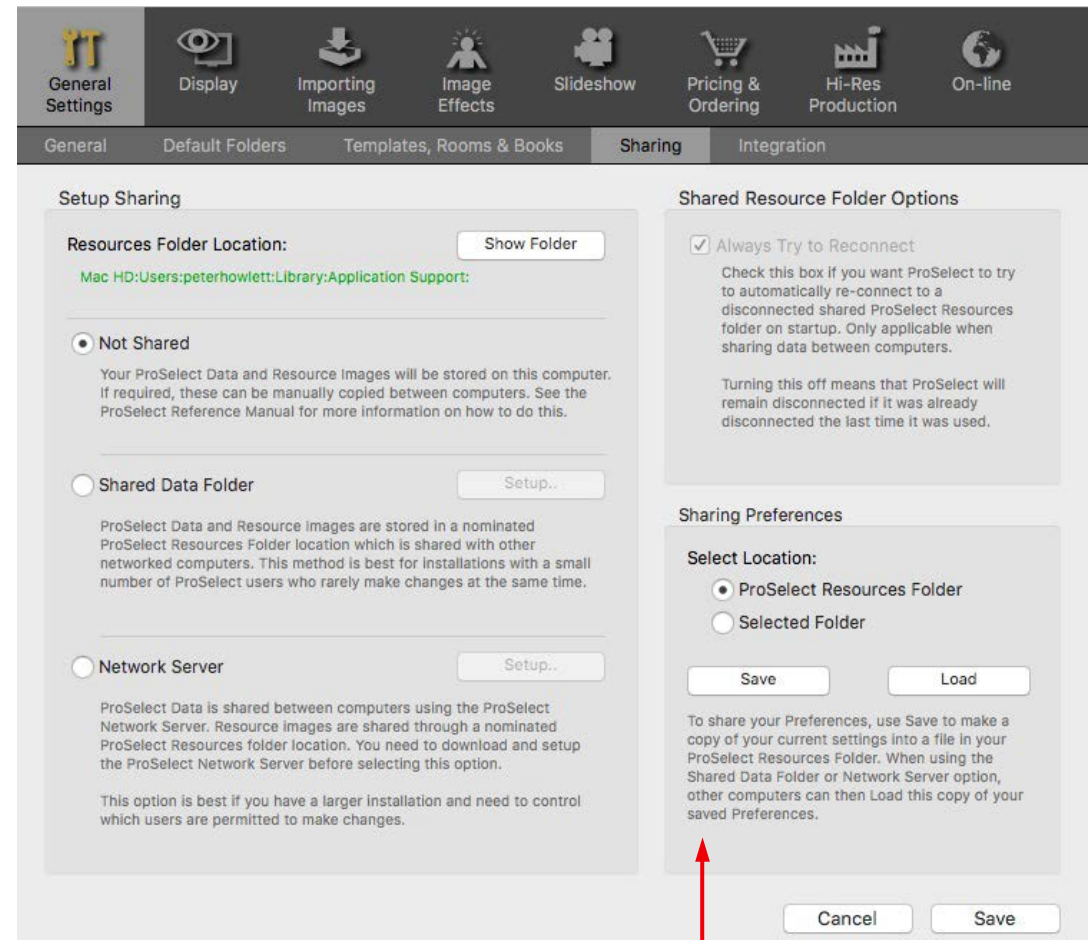 General
Settings
Display
Importing
Images
Image
Effects
Slideshow
Pricing &
Ordering
Hi-Res
Production
On-line
General
Default Folders
Templates, Rooms & Books
Sharing
Integration
Setup Sharing
Resources Folder Location:
Show Folder
Mac HD:Users:peterhowlett:Library:Application Support:
Not Shared
Your ProSelect Data and Resource Images will be stored on this computer.
If required, these can be manually copied between computers. See the
ProSelect Reference Manual for more information on how to do this.
Shared Data Folder
Setup..
ProSelect Data and Resource Images are stored in a nominated
ProSelect Resources Folder location which is shared with other
networked computers. This method is best for installations with a small
number of ProSelect users who rarely make changes at the same time.
Network Server
Setup..
ProSelect Data is shared between computers using the ProSelect
Network Server. Resource images are shared through a nominated
ProSelect Resources folder location. You need to download and setup
the ProSelect Network Server before selecting this option.
This option is best if you have a larger installation and need to control
which users are permitted to make changes.
Shared Resource Folder Options
Always Try to Reconnect
Check this box if you want ProSelect to try
to automatically re-connect to a
disconnected shared ProSelect Resources
folder on startup. Only applicable when
sharing data between computers.
Turning this off means that ProSelect will
remain disconnected if it was already
disconnected the last time it was used.
Sharing Preferences
Select Location:
ProSelect Resources Folder
Selected Folder
Save
Load
To share your Preferences, use Save to make a
copy of your current settings into a file in your
ProSelect Resources Folder. When using the
Shared Data Folder or Network Server option,
other computers can then Load this copy of your
saved Preferences.
Cancel
Save